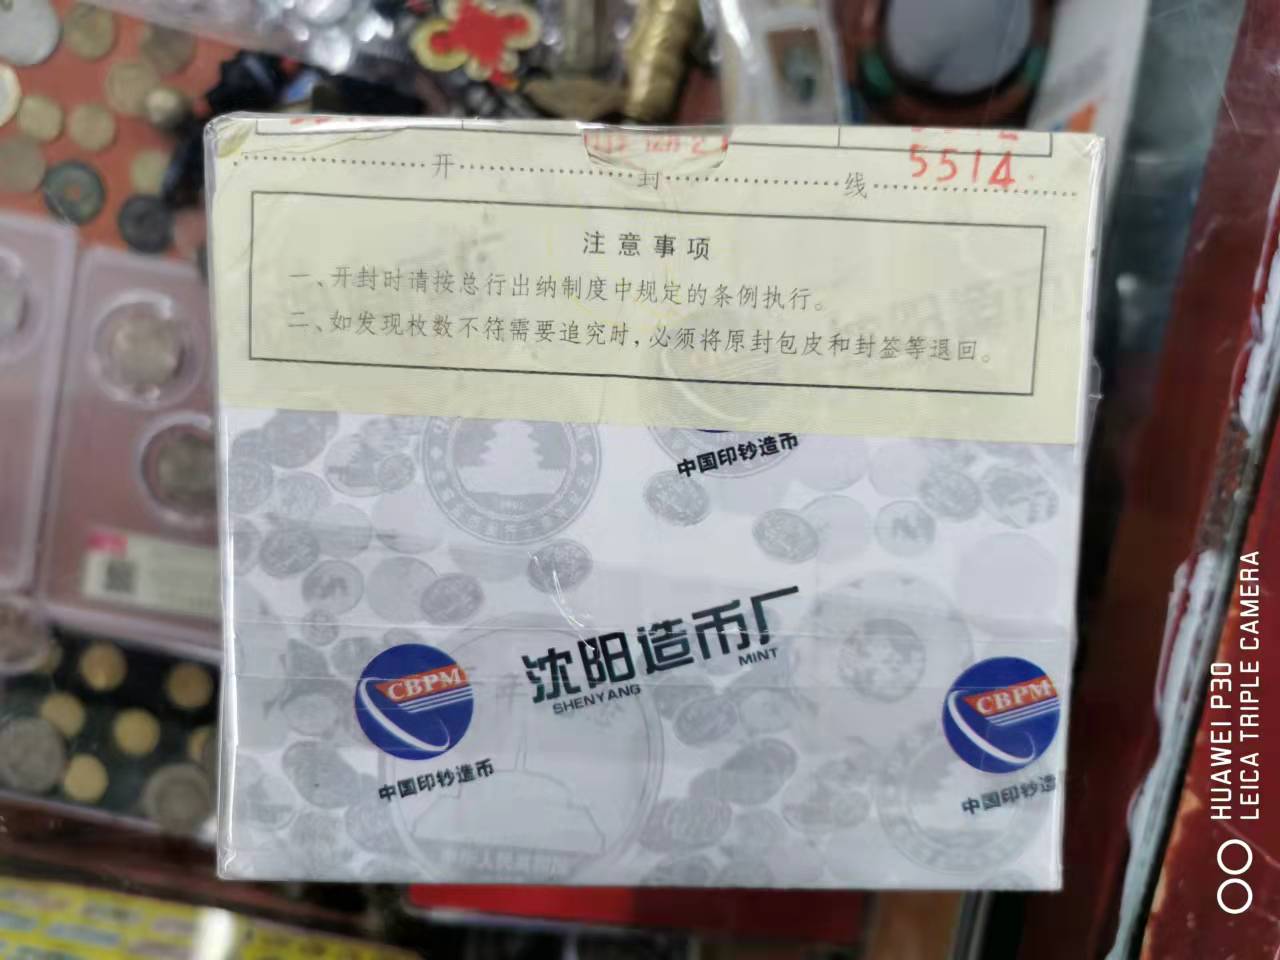 5514
开 封 线
注意事项
一、开封时请按总行出纳制度中规定的条例执行。
二、如发现枚数不符需要追究时,必须将原封包皮和封签等退回。
中国印钞造币
沈阳造币厂
SHENYANG MINT
CBPM
中国印钞造币
CBPM
中国印钞造
HUAWEI P30
LEICA TRIPLE CAMERA